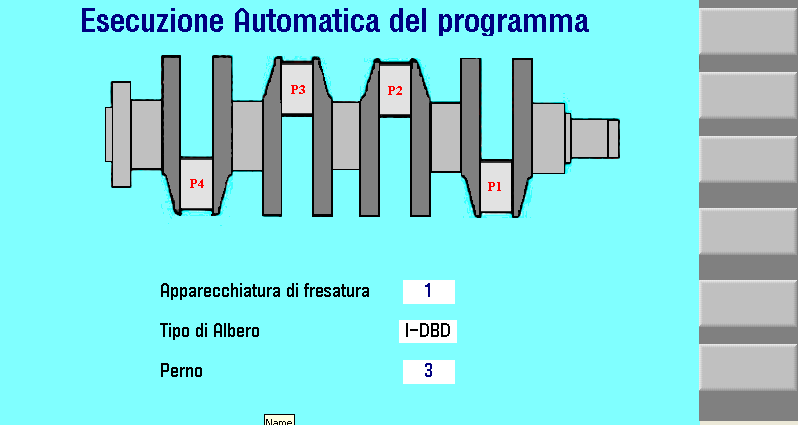 Esecuzione Automatica del programma
P3
P2
P4
P1
Apparecchiatura di fresatura 1
Tipo di Albero I-DBD
Perno 3
Name